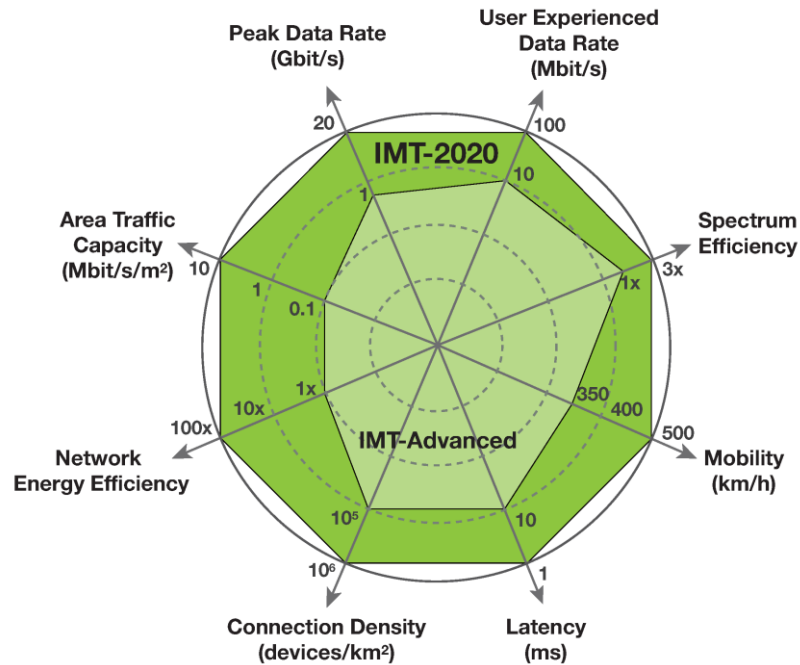 Peak Data Rate
(Gbit/s)
User Experienced
Data Rate
(Mbit/s)
20
100
IMT-2020
1
10
Area Traffic
Capacity
(Mbit/s/m²)
Spectrum
Efficiency
10
1
0.1
1x
3x
1x
10x
100x
350
400
500
Network
Energy Efficiency
IMT-Advanced
Mobility
(km/h)
10⁵
10
10⁶
1
Connection Density
(devices/km²)
Latency
(ms)